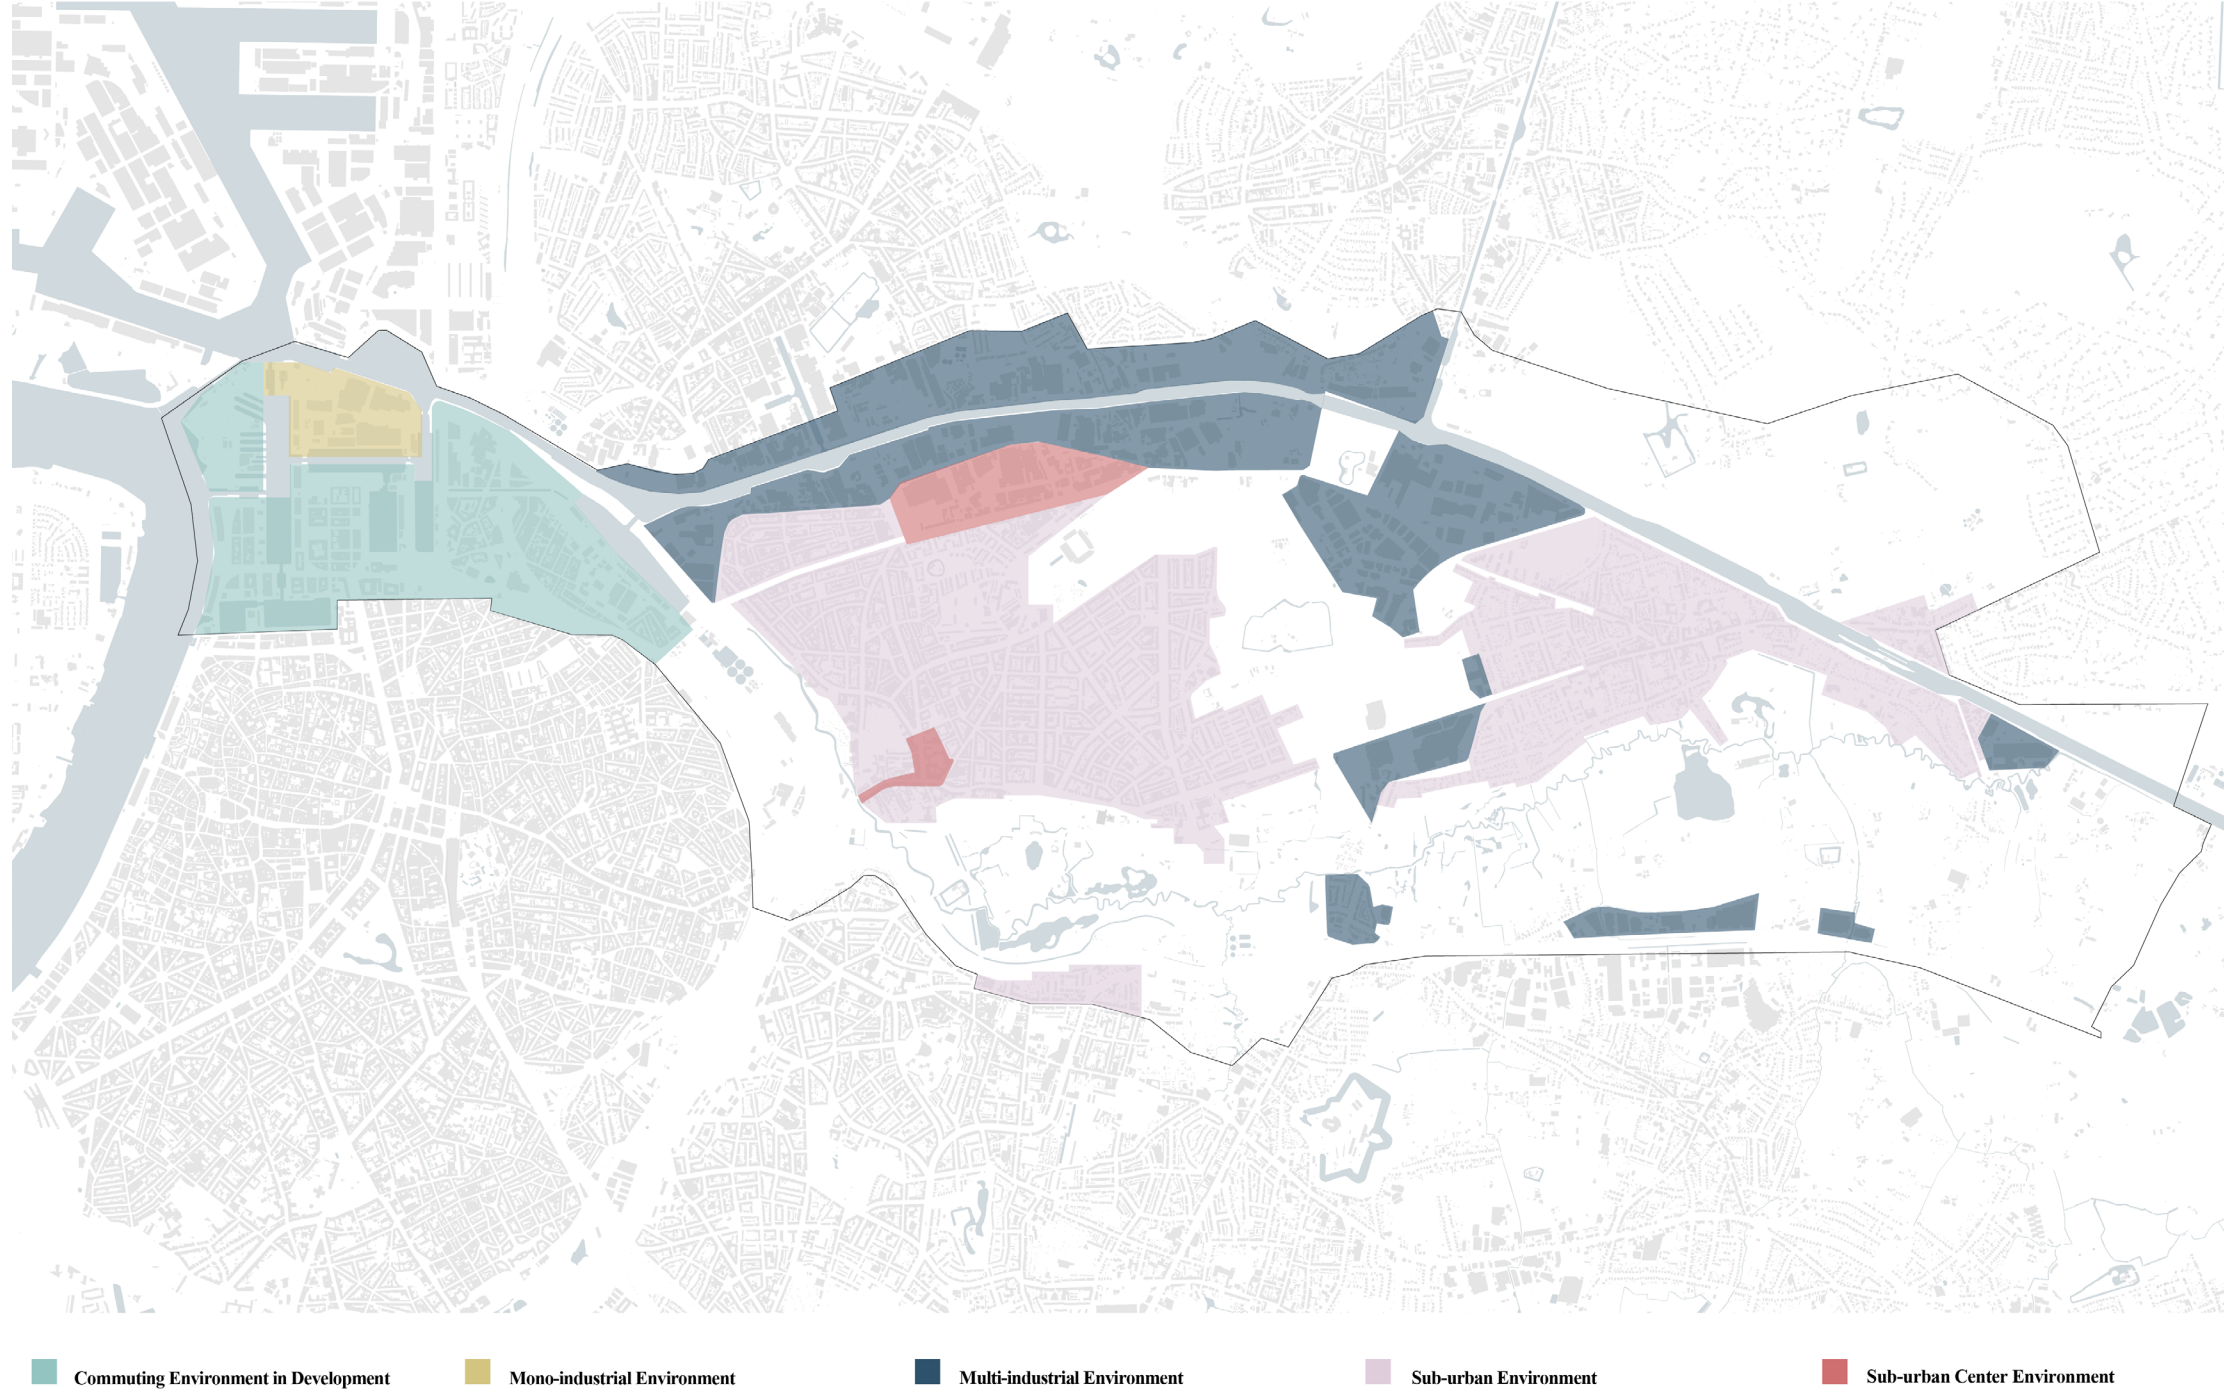 Commuting Environment in Development
Mono-industrial Environment
Multi-industrial Environment
Sub-urban Environment
Sub-urban Center Environment